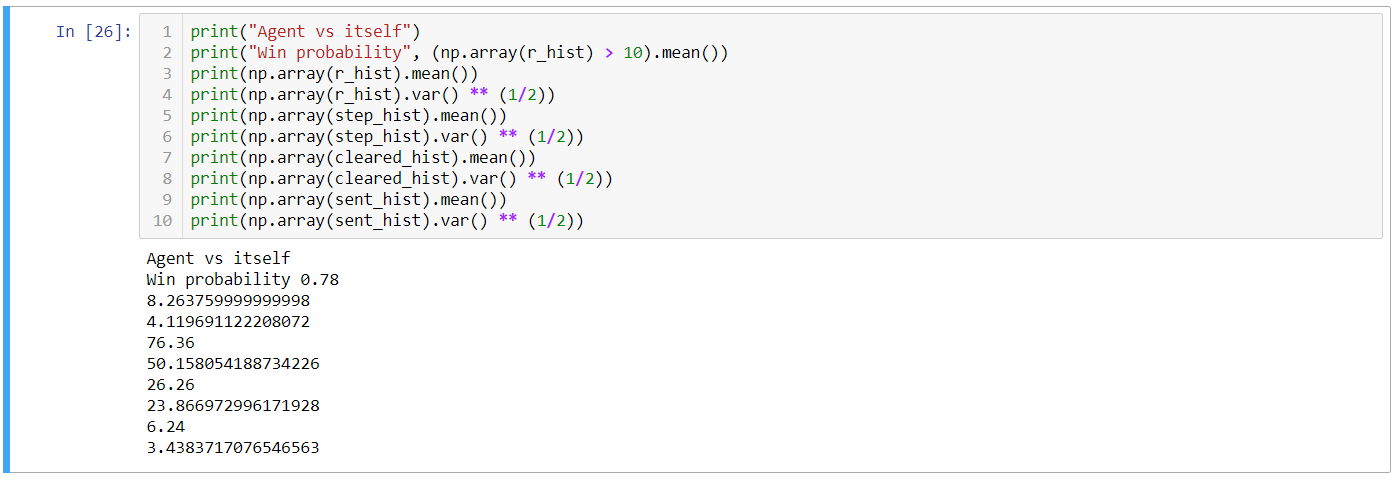 In [26]:
1 print("Agent vs itself")
2 print("Win probability", (np.array(r_hist) > 10).mean())
3 print(np.array(r_hist).mean())
4 print(np.array(r_hist).var() ** (1/2))
5 print(np.array(step_hist).mean())
6 print(np.array(step_hist).var() ** (1/2))
7 print(np.array(cleared_hist).mean())
8 print(np.array(cleared_hist).var() ** (1/2))
9 print(np.array(sent_hist).mean())
10 print(np.array(sent_hist).var() ** (1/2))
Agent vs itself
Win probability 0.78
8.263759999999998
4.119691122208072
76.36
50.158054188734226
26.26
23.866972996171928
6.24
3.4383717076546563